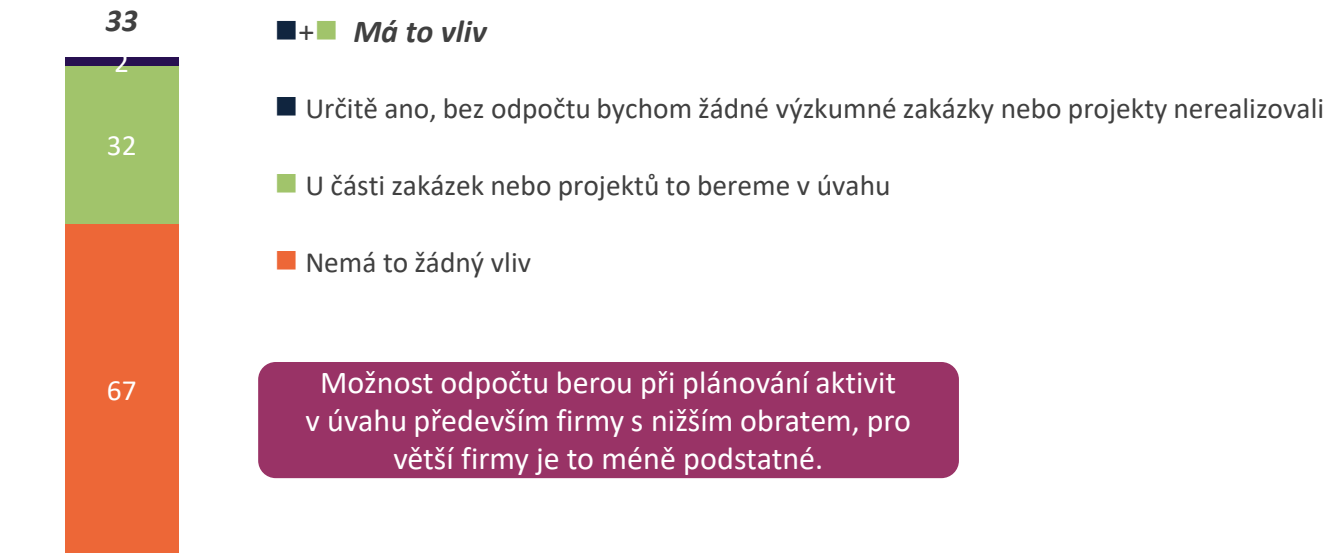 33
+ Má to vliv
2
Určitě ano, bez odpočtu bychom žádné výzkumné zakázky nebo projekty nerealizovali
32
U části zakázek nebo projektů to bereme v úvahu
Nemá to žádný vliv
67
Možnost odpočtu berou při plánování aktivit
v úvahu především firmy s nižším obratem, pro
větší firmy je to méně podstatné.